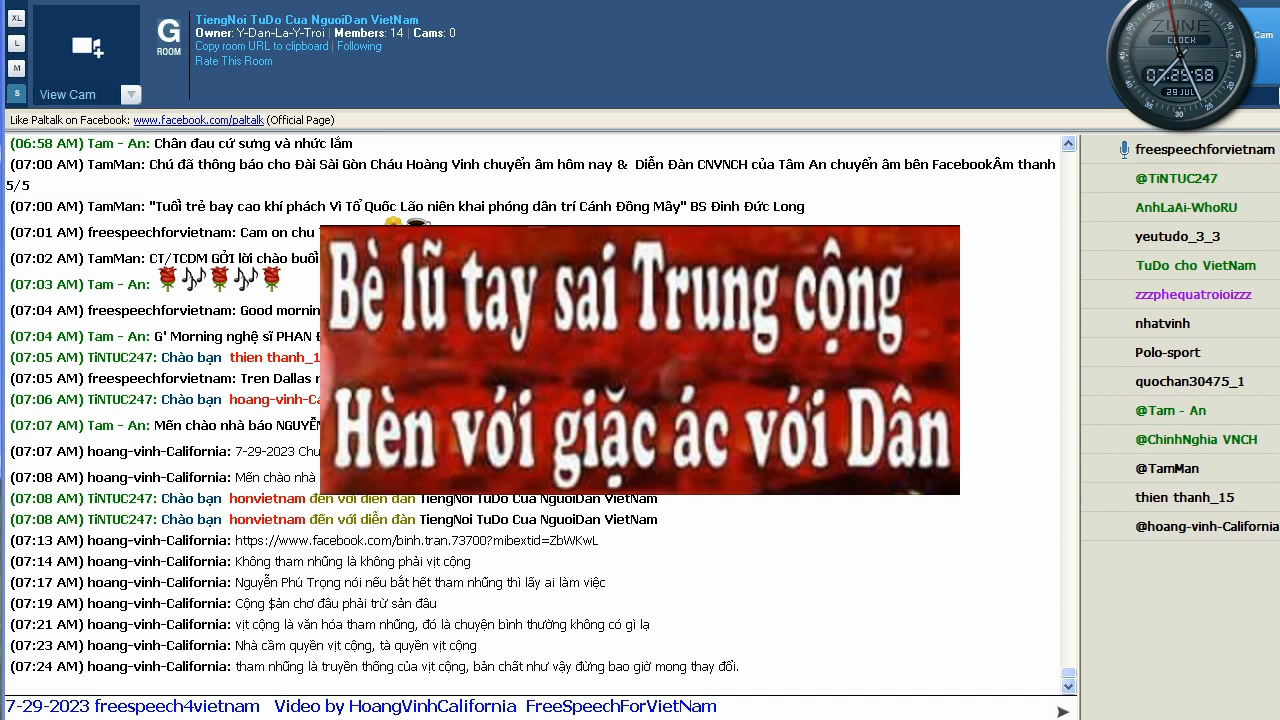 XL
L
M
S
View Cam
G
ROOM
TiengNoi TuDo Cua NguoiDan VietNam
Owner: Y-Dan-La-Y-Troi | Members: 14 | Cams: 0
Copy room URL to clipboard | Following
Rate This Room
ZUNE
CLOCK
07:25:58
29 JUL
Cam
Like Paltalk on Facebook: www.facebook.com/paltalk (Official Page)
(06:58 AM) Tam - An: Chân đau cứ sưng và nhức lắm
(07:00 AM) TamMan: Chú đã thông báo cho Đài Sài Gòn Cháu Hoàng Vinh chuyển âm hôm nay & Diễn Đàn CNVNCH của Tâm An chuyển âm bên FacebookÂm thanh
5/5
(07:00 AM) TamMan: "Tuổi trẻ bay cao khí phách Vì Tổ Quốc Lão niên khai phóng dân trí Cánh Đồng Mây" BS Đinh Đức Long
(07:01 AM) freespeechforvietnam: Cam on chu
(07:02 AM) TamMan: CT/TCDM GỞI lời chào buổi
(07:03 AM) Tam - An:
(07:04 AM) freespeechforvietnam: Good mornin
(07:04 AM) Tam - An: G' Morning nghệ sĩ PHAN
(07:05 AM) TiNTUC247: Chào bạn thien thanh_1
(07:05 AM) freespeechforvietnam: Tren Dallas
(07:06 AM) TiNTUC247: Chào bạn hoang-vinh-Ca
(07:07 AM) Tam - An: Mến chào nhà báo NGUYỄN
(07:07 AM) hoang-vinh-California: 7-29-2023 Chu
(07:08 AM) hoang-vinh-California: Mến chào nhà
(07:08 AM) TiNTUC247: Chào bạn honvietnam đến với diễn đàn TiengNoi TuDo Cua NguoiDan VietNam
(07:08 AM) TiNTUC247: Chào bạn honvietnam đến với diễn đàn TiengNoi TuDo Cua NguoiDan VietNam
(07:13 AM) hoang-vinh-California: https://www.facebook.com/binh.tran.73700?mibextid=ZbWKwL
(07:14 AM) hoang-vinh-California: Không tham nhũng là không phải vịt cộng
(07:17 AM) hoang-vinh-California: Nguyễn Phú Trọng nói nếu bắt hết tham nhũng thì lấy ai làm việc
(07:19 AM) hoang-vinh-California: Cộng $ản chơ đâu phải trừ sản đâu
(07:21 AM) hoang-vinh-California: vịt cộng là văn hóa tham nhũng, đó là chuyện bình thường không có gì lạ
(07:23 AM) hoang-vinh-California: Nhà cầm quyền vịt cộng, tà quyền vịt cộng
(07:24 AM) hoang-vinh-California: tham nhũng là truyền thống của vịt cộng, bản chất như vậy đừng bao giờ mong thay đổi.
Bè lũ tay sai Trung cộng
Hèn với giặc ác với Dân
freespeechforvietnam
@TiNTUC247
AnhLaAi-WhoRU
yeutudo_3_3
TuDo cho VietNam
zzzphequatroioizzz
nhatvinh
Polo-sport
quochan30475_1
@Tam - An
@ChinhNghia VNCH
@TamMan
thien thanh_15
@hoang-vinh-California
7-29-2023 freespeech4vietnam Video by HoangVinhCalifornia FreeSpeechForVietNam